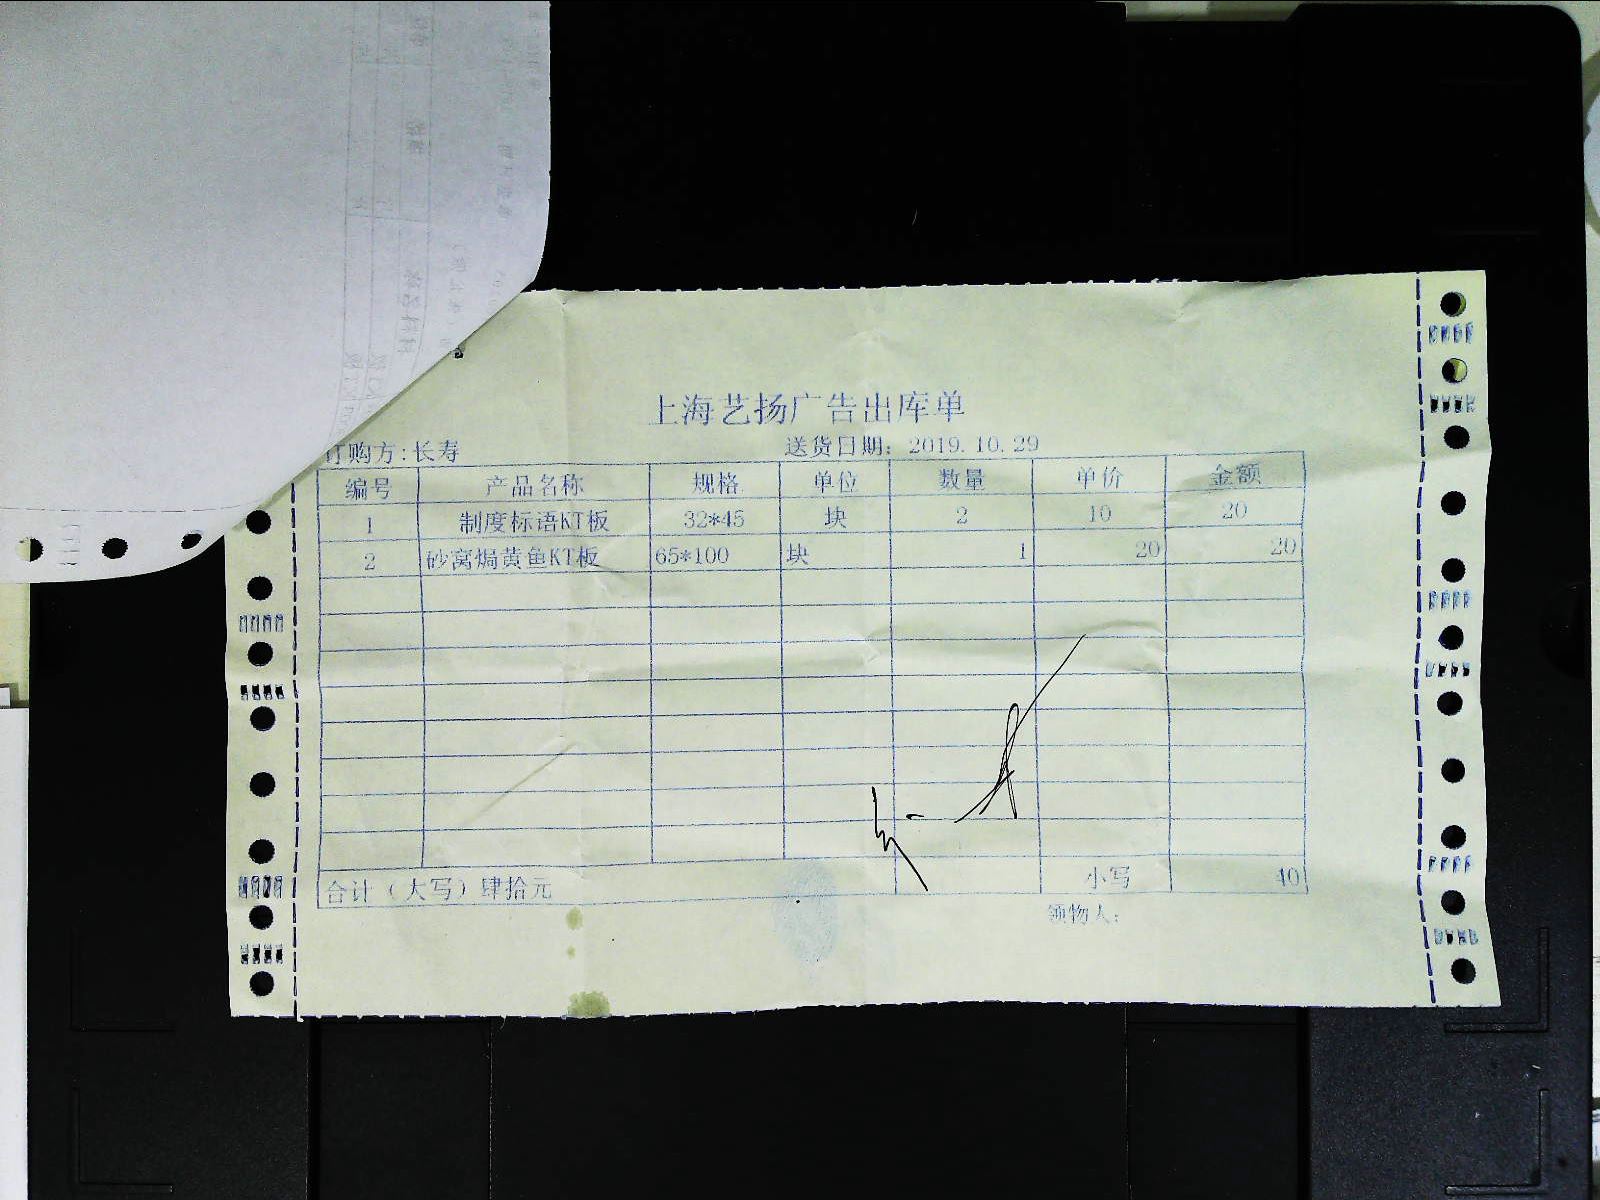 上海艺扬广告出库单
订购方:长寿 送货日期: 2019.10.29
编号 产品名称 规格 单位 数量 单价 金额
1 制度标语KT板 32*45 块 2 10 20
2 砂窝焗黄鱼KT板 65*100 块 1 20 20
合计（大写）肆拾元 小写 40
领物人: